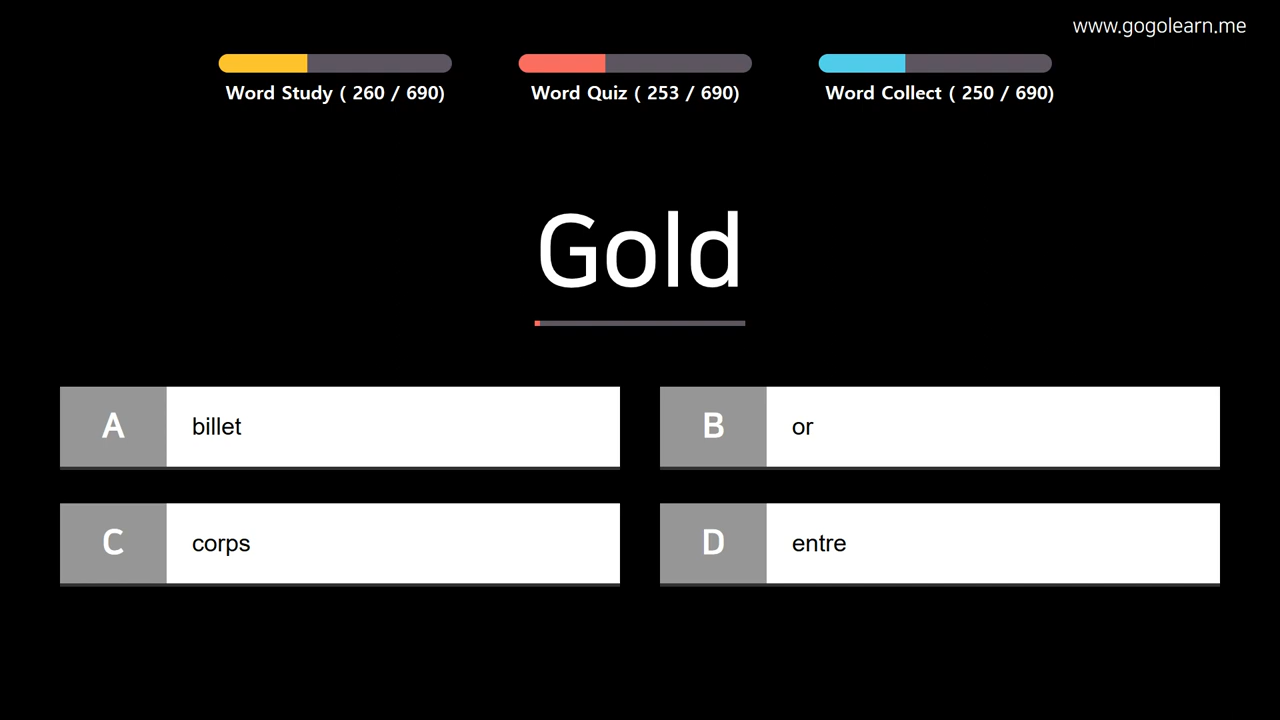 www.gogolearn.me
Word Study ( 260 / 690)
Word Quiz ( 253 / 690)
Word Collect ( 250 / 690)
Gold
A billet
B or
C corps
D entre